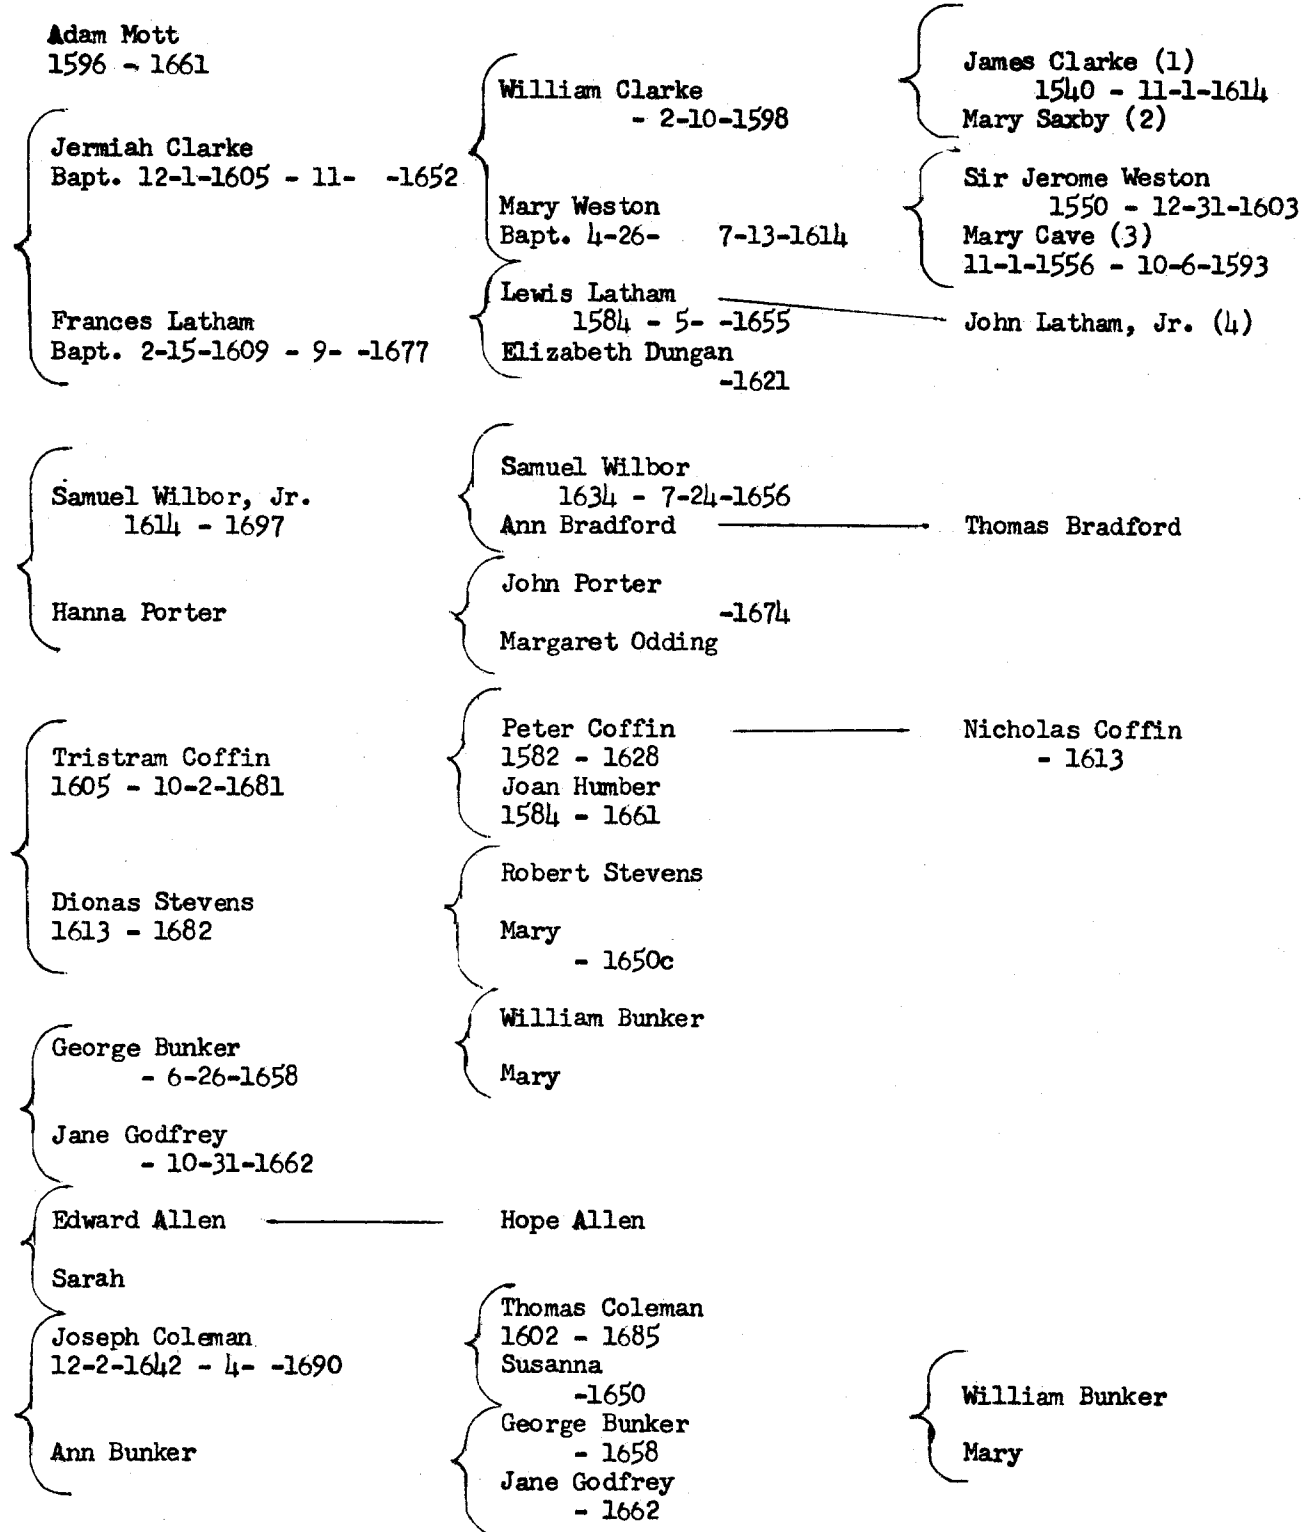 Adam Mott
1596 - 1661
Jermiah Clarke
Bapt. 12-1-1605 - 11- -1652
Frances Latham
Bapt. 2-15-1609 - 9- -1677
Samuel Wilbor, Jr.
1614 - 1697
Hanna Porter
Tristram Coffin
1605 - 10-2-1681
Dionas Stevens
1613 - 1682
George Bunker
- 6-26-1658
Jane Godfrey
- 10-31-1662
Edward Allen
Sarah
Joseph Coleman
12-2-1642 - 4- -1690
Ann Bunker
William Clarke
- 2-10-1598
Mary Weston
Bapt. 4-26- 7-13-1614
Lewis Latham
1584 - 5- -1655
Elizabeth Dungan
-1621
Samuel Wilbor
1634 - 7-24-1656
Ann Bradford
John Porter
-1674
Margaret Odding
Peter Coffin
1582 - 1628
Joan Humber
1584 - 1661
Robert Stevens
Mary
- 1650c
William Bunker
Mary
Hope Allen
Thomas Coleman
1602 - 1685
Susanna
-1650
George Bunker
- 1658
Jane Godfrey
- 1662
James Clarke (1)
1540 - 11-1-1614
Mary Saxby (2)
Sir Jerome Weston
1550 - 12-31-1603
Mary Cave (3)
11-1-1556 - 10-6-1593
John Latham, Jr. (4)
Thomas Bradford
Nicholas Coffin
- 1613
William Bunker
Mary